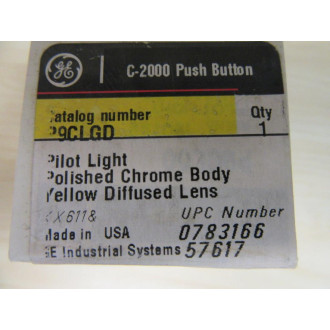 GE
C-2000 Push Button
Catalog number Qty
P9CLGD 1
Pilot Light
Polished Chrome Body
Yellow Diffused Lens
UPC Number
Made in USA 0783166
GE Industrial Systems 57617